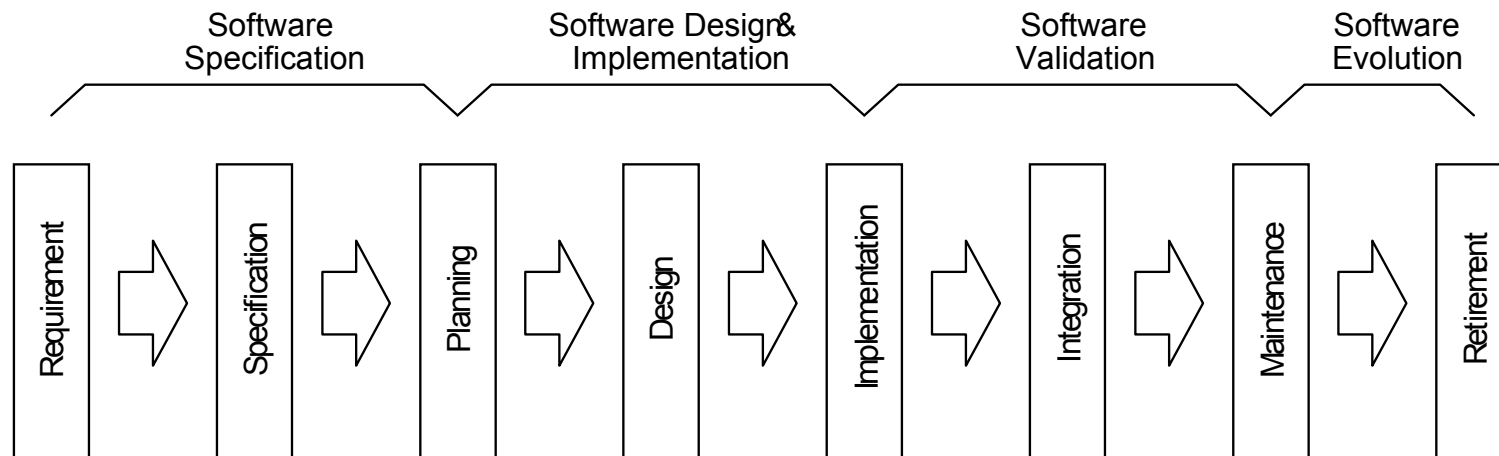 Software
Specification
Software Design&
Implementation
Software
Validation
Software
Evolution
Requirement
Specification
Planning
Design
Implementation
Integration
Maintenance
Retirement